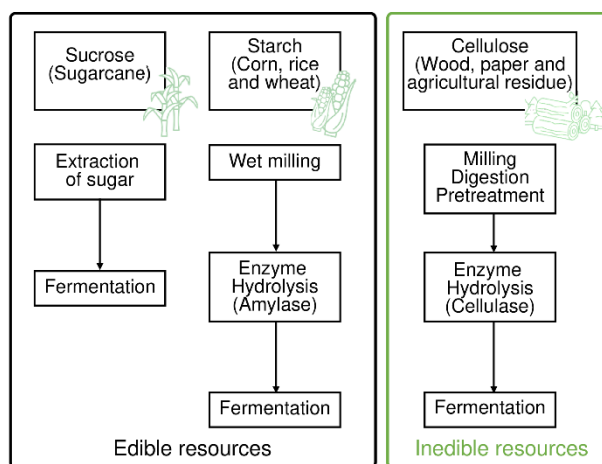 Sucrose
(Sugarcane)
Extraction
of sugar
Fermentation
Starch
(Corn, rice
and wheat)
Wet milling
Enzyme
Hydrolysis
(Amylase)
Fermentation
Edible resources
Cellulose
(Wood, paper and
agricultural residue)
Milling
Digestion
Pretreatment
Enzyme
Hydrolysis
(Cellulase)
Fermentation
Inedible resources